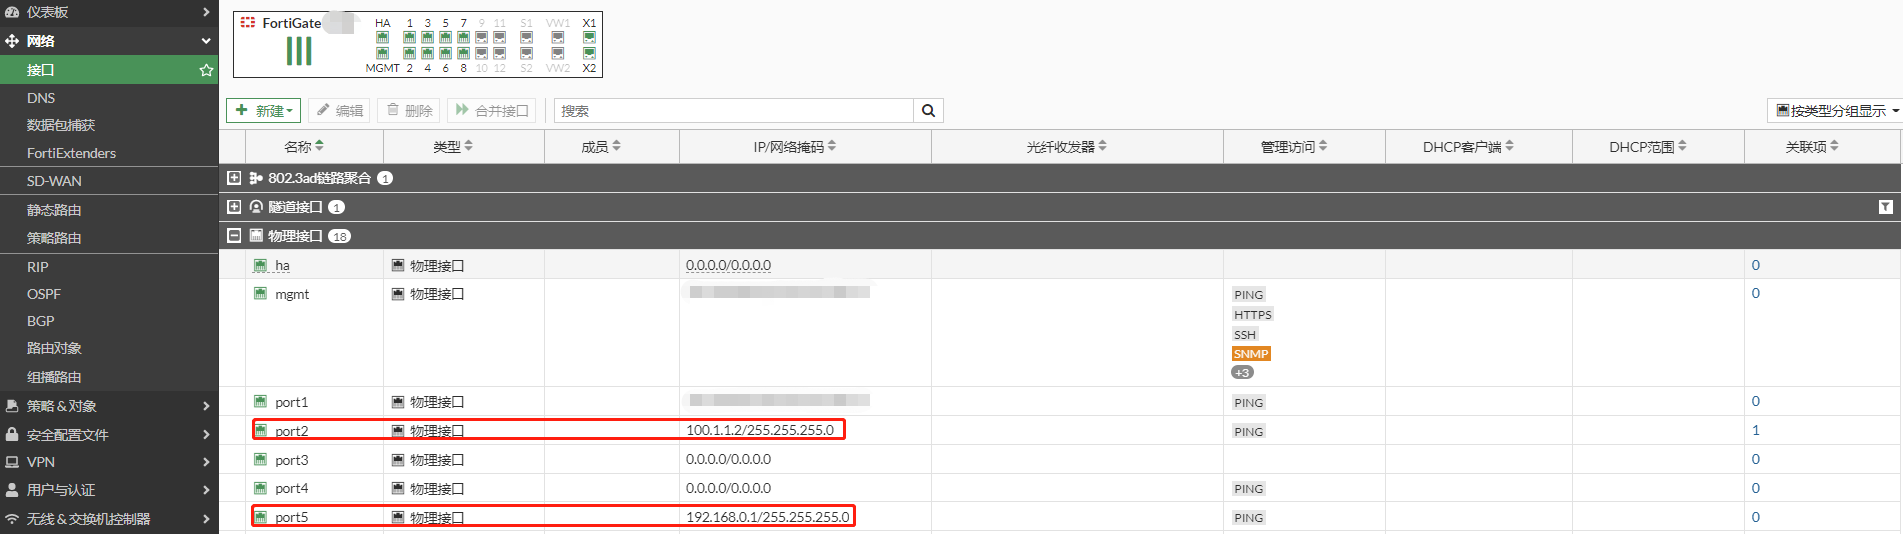 仪表板
网络
接口
DNS
数据包捕获
FortiExtenders
SD-WAN
静态路由
策略路由
RIP
OSPF
BGP
路由对象
组播路由
策略 & 对象
安全配置文件
VPN
用户与认证
无线 & 交换机控制器
FortiGate
HA 1 3 5 7 9 11 S1 VW1 X1
MGMT 2 4 6 8 10 12 S2 VW2 X2
新建 编辑 删除 合并接口 搜索 按类型分组显示
名称 类型 成员 IP/网络掩码 光纤收发器 管理访问 DHCP客户端 DHCP范围 关联项
802.3ad链路聚合 1
隧道接口 1
物理接口 18
ha 物理接口 0.0.0.0/0.0.0.0 0
mgmt 物理接口 PING 0
HTTPS
SSH
SNMP
+3
port1 物理接口 PING 0
port2 物理接口 100.1.1.2/255.255.255.0 PING 1
port3 物理接口 0.0.0.0/0.0.0.0 0
port4 物理接口 0.0.0.0/0.0.0.0 PING 0
port5 物理接口 192.168.0.1/255.255.255.0 PING 0